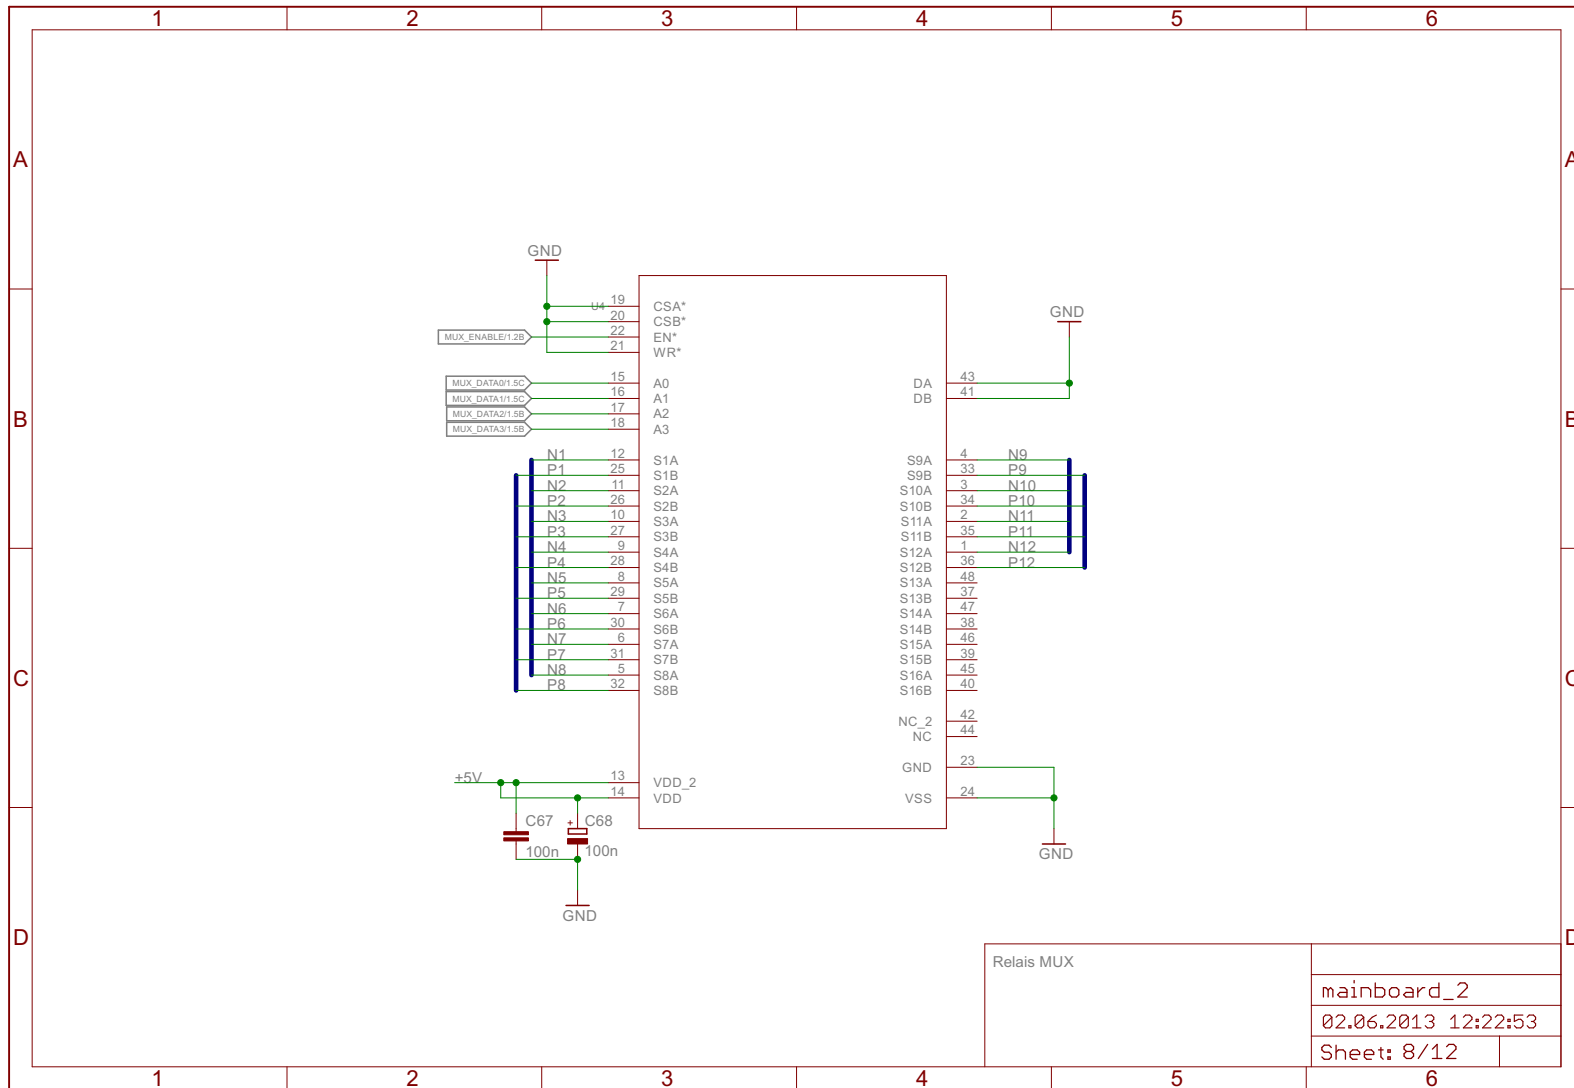 1 2 3 4 5 6
A A
B B
C C
D D
GND
U4 19 CSA*
20 CSB*
MUX_ENABLE/1.2B 22 EN*
21 WR*
MUX_DATA0/1.5C 15 A0
MUX_DATA1/1.5C 16 A1
MUX_DATA2/1.5B 17 A2
MUX_DATA3/1.5B 18 A3
N1 12 S1A
P1 25 S1B
N2 11 S2A
P2 26 S2B
N3 10 S3A
P3 27 S3B
N4 9 S4A
P4 28 S4B
N5 8 S5A
P5 29 S5B
N6 7 S6A
P6 30 S6B
N7 6 S7A
P7 31 S7B
N8 5 S8A
P8 32 S8B
+5V 13 VDD_2
14 VDD
C67 + C68
100n 100n
GND
GND
DA 43
DB 41
S9A 4 N9
S9B 33 P9
S10A 3 N10
S10B 34 P10
S11A 2 N11
S11B 35 P11
S12A 1 N12
S12B 36 P12
S13A 48
S13B 37
S14A 47
S14B 38
S15A 46
S15B 39
S16A 45
S16B 40
NC_2 42
NC 44
GND 23
VSS 24
GND
Relais MUX
mainboard_2
02.06.2013 12:22:53
Sheet: 8/12
1 2 3 4 5 6